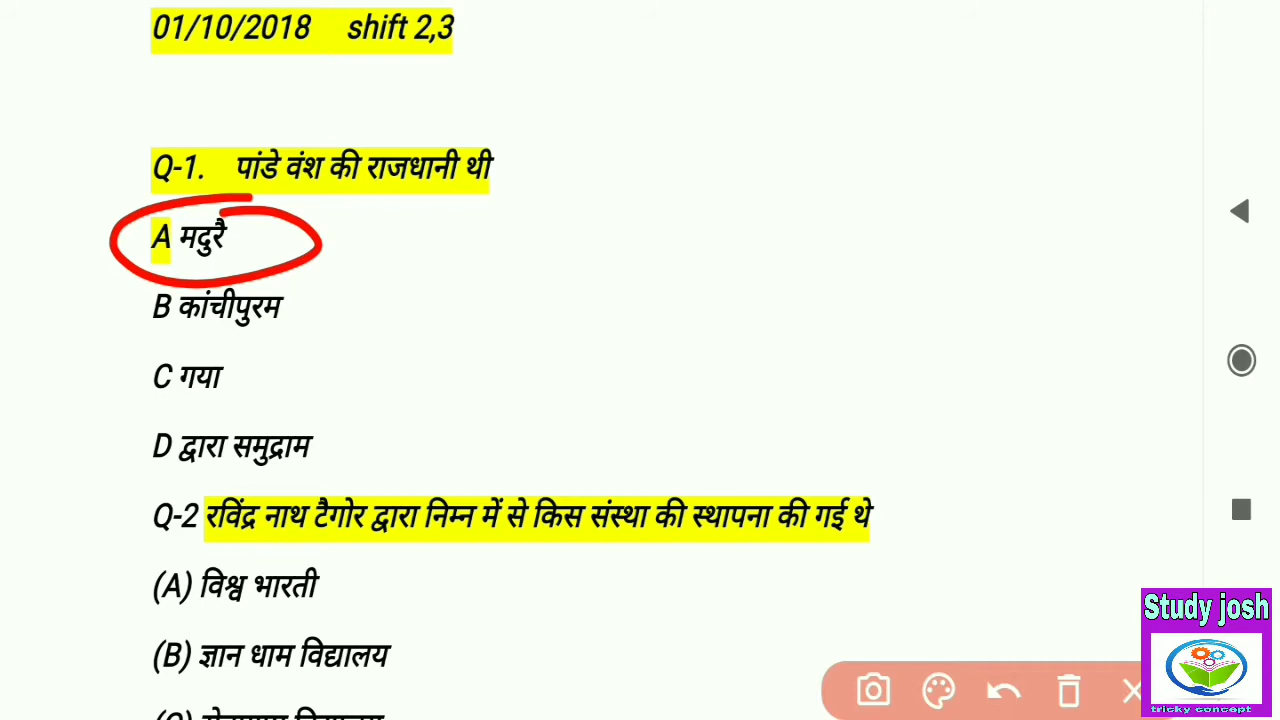 01/10/2018 shift 2,3
Q-1. पांडे वंश की राजधानी थी
A मदुरै
B कांचीपुरम
C गया
D द्वारा समुद्राम
Q-2 रविंद्र नाथ टैगोर द्वारा निम्न में से किस संस्था की स्थापना की गई थे
(A) विश्व भारती
(B) ज्ञान धाम विद्यालय
Study josh
tricky concept